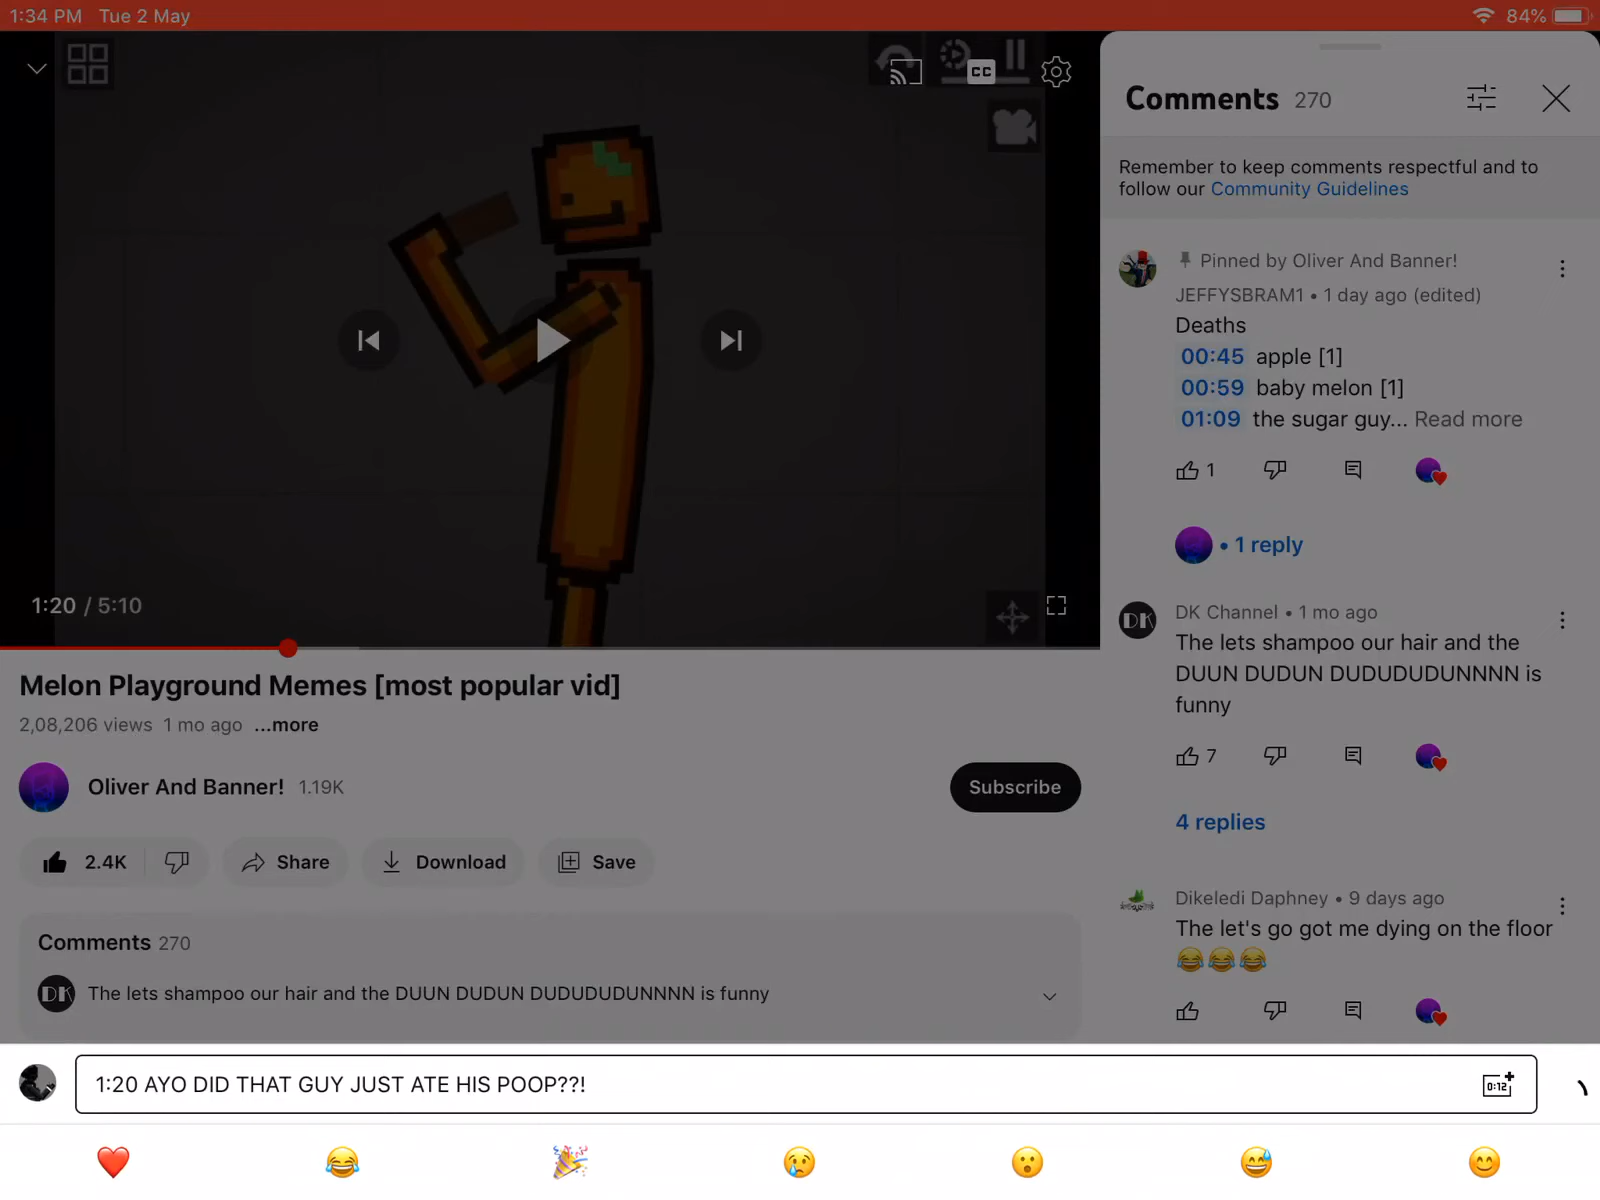 1:34 PM Tue 2 May
84%
CC
1:20 / 5:10
Melon Playground Memes [most popular vid]
2,08,206 views 1 mo ago ...more
Oliver And Banner! 1.19K
Subscribe
2.4K
Share
Download
Save
Comments 270
DK
The lets shampoo our hair and the DUUN DUDUN DUDUDUDUNNNN is funny
Comments 270
Remember to keep comments respectful and to
follow our Community Guidelines
Pinned by Oliver And Banner!
JEFFYSBRAM1 • 1 day ago (edited)
Deaths
00:45 apple [1]
00:59 baby melon [1]
01:09 the sugar guy... Read more
1
• 1 reply
DK
DK Channel • 1 mo ago
The lets shampoo our hair and the
DUUN DUDUN DUDUDUDUNNNN is
funny
7
4 replies
Dikeledi Daphney • 9 days ago
The let's go got me dying on the floor
😂😂😂
1:20 AYO DID THAT GUY JUST ATE HIS POOP??!
0:12